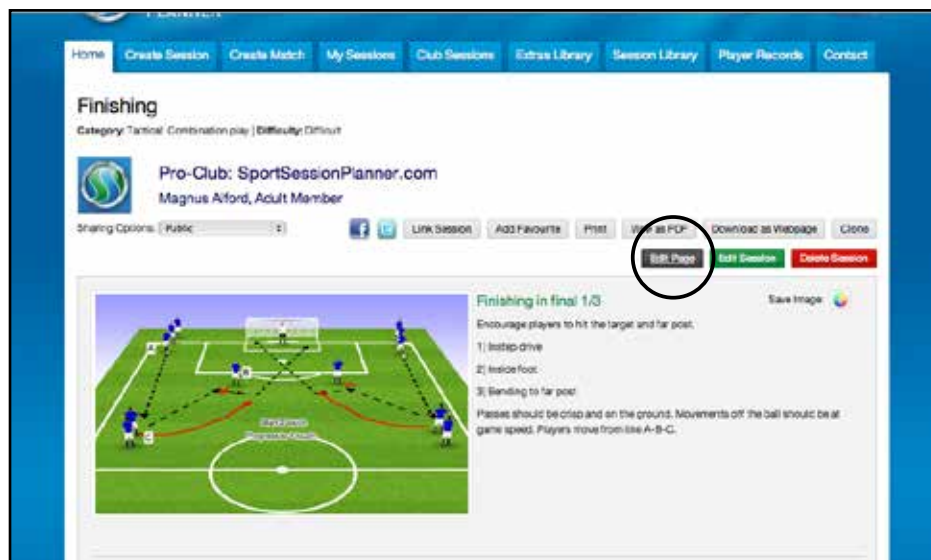 PLANNER
Home Create Session Create Match My Sessions Club Sessions Extras Library Session Library Player Records Contact
Finishing
Category: Tactical: Combination play | Difficulty: Difficult
Pro-Club: SportSessionPlanner.com
Magnus Alford, Adult Member
Sharing Options: Public Link Session Add Favourite Print View as PDF Download as Webpage Clone
Edit Page Edit Session Delete Session
Finishing in final 1/3
Save Image
Encourage players to hit the target and far post.
1) Instep drive
2) Inside foot
3) Bending to far post
Passes should be crisp and on the ground. Movements off the ball should be at
game speed. Players move from line A-B-C.
A
B
C